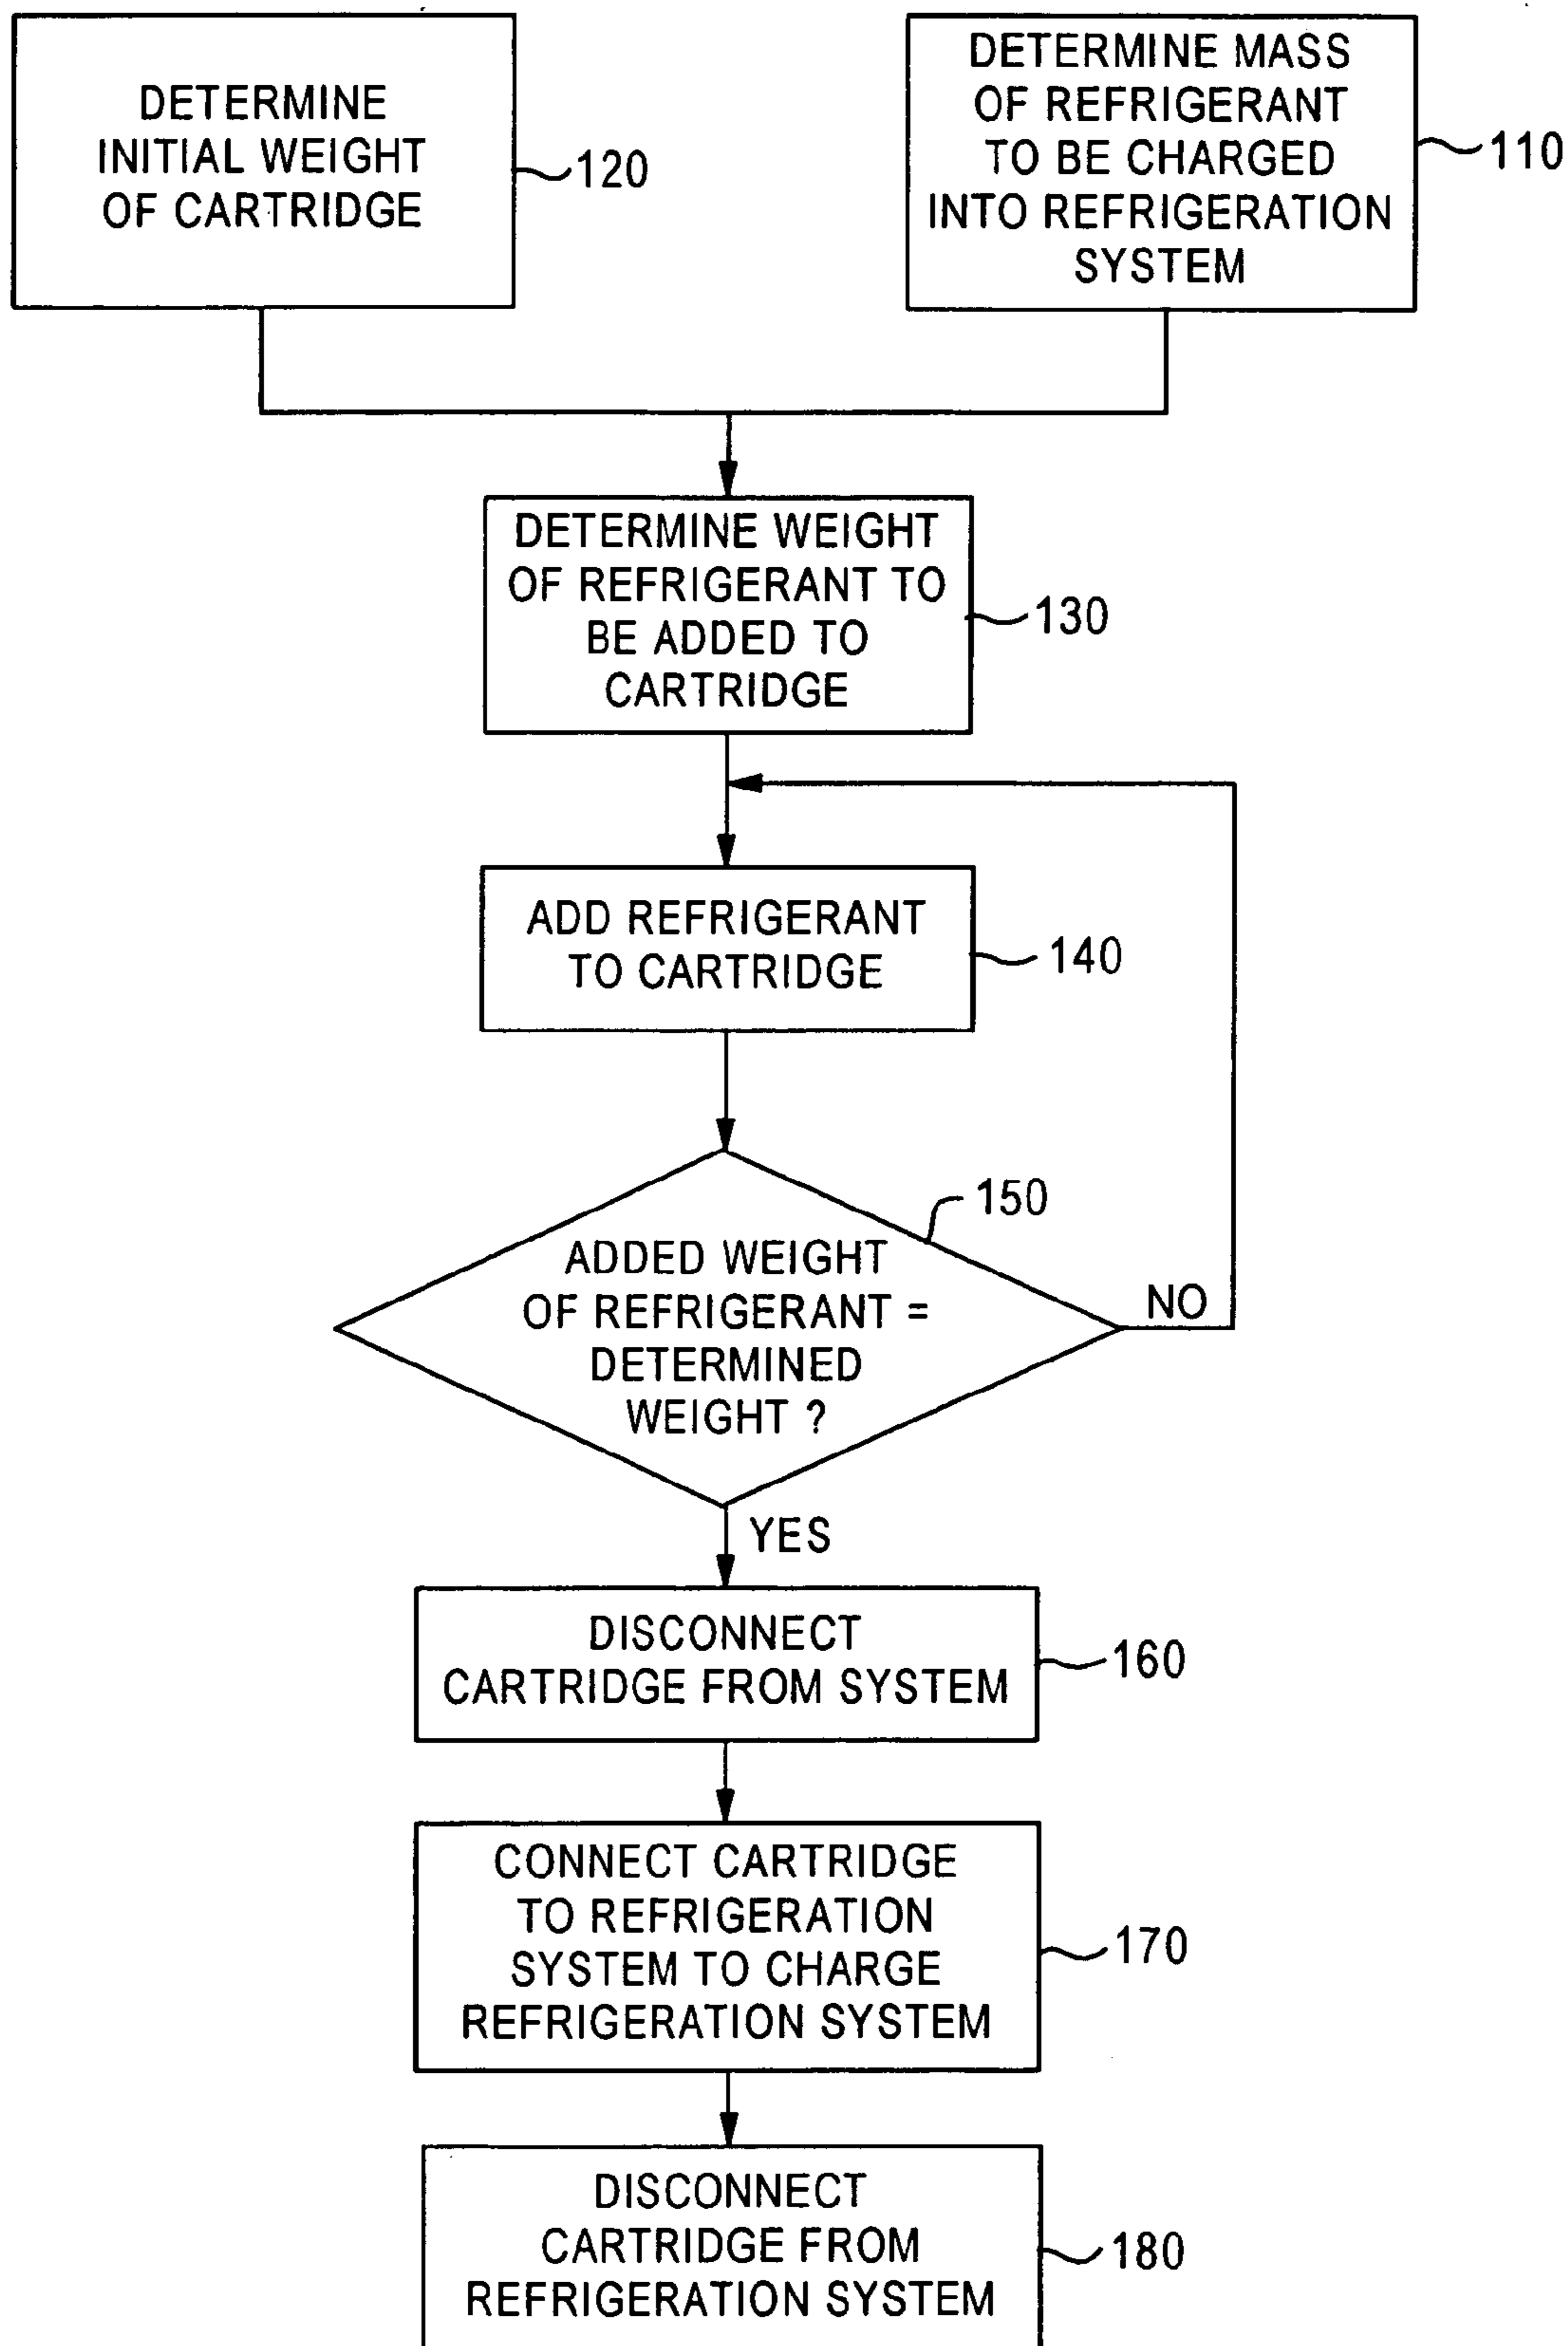 DETERMINE
INITIAL WEIGHT
OF CARTRIDGE
120
DETERMINE MASS
OF REFRIGERANT
TO BE CHARGED
INTO REFRIGERATION
SYSTEM
110
DETERMINE WEIGHT
OF REFRIGERANT TO
BE ADDED TO
CARTRIDGE
130
ADD REFRIGERANT
TO CARTRIDGE
140
150
ADDED WEIGHT
OF REFRIGERANT =
DETERMINED
WEIGHT ?
NO
YES
DISCONNECT
CARTRIDGE FROM SYSTEM
160
CONNECT CARTRIDGE
TO REFRIGERATION
SYSTEM TO CHARGE
REFRIGERATION SYSTEM
170
DISCONNECT
CARTRIDGE FROM
REFRIGERATION SYSTEM
180